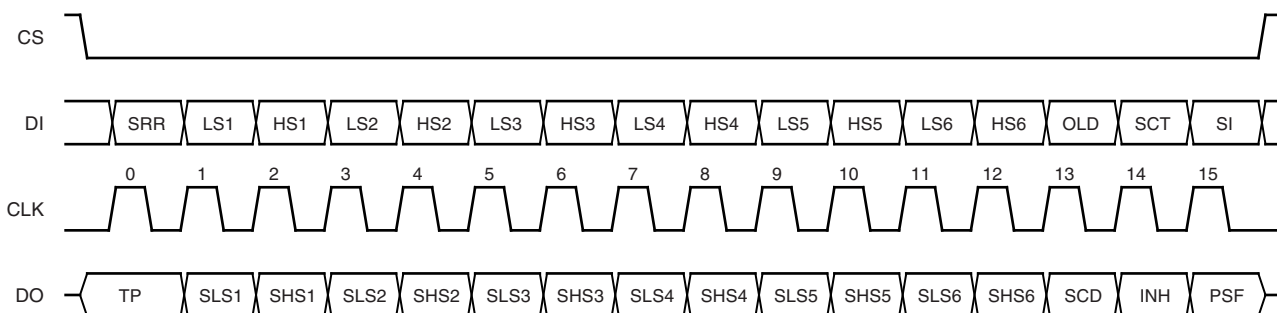 CS
DI SRR LS1 HS1 LS2 HS2 LS3 HS3 LS4 HS4 LS5 HS5 LS6 HS6 OLD SCT SI
0 1 2 3 4 5 6 7 8 9 10 11 12 13 14 15
CLK
DO TP SLS1 SHS1 SLS2 SHS2 SLS3 SHS3 SLS4 SHS4 SLS5 SHS5 SLS6 SHS6 SCD INH PSF